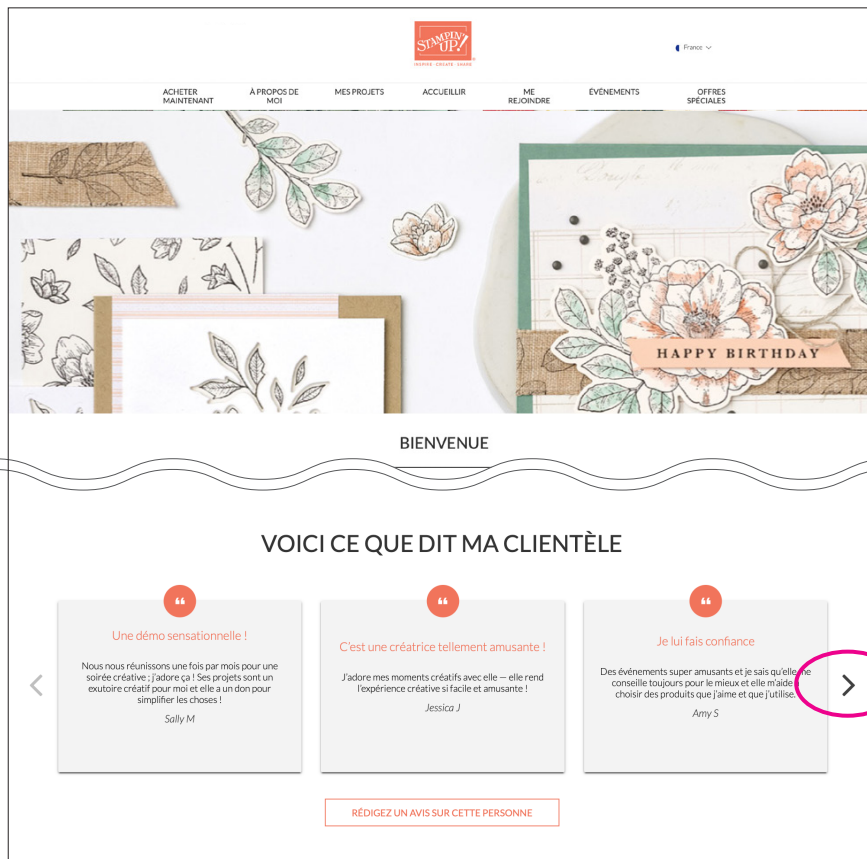 STAMPIN'
UP!
INSPIRE. CREATE. SHARE.
France
ACHETER
MAINTENANT
À PROPOS DE
MOI
MES PROJETS
ACCUEILLIR
ME
REJOINDRE
ÉVÉNEMENTS
OFFRES
SPÉCIALES
HAPPY BIRTHDAY
BIENVENUE
VOICI CE QUE DIT MA CLIENTÈLE
Une démo sensationnelle !
Nous nous réunissons une fois par mois pour une
soirée créative ; j'adore ça ! Ses projets sont un
exutoire créatif pour moi et elle a un don pour
simplifier les choses !
Sally M
C'est une créatrice tellement amusante !
J'adore mes moments créatifs avec elle — elle rend
l'expérience créative si facile et amusante !
Jessica J
Je lui fais confiance
Des événements super amusants et je sais qu'elle me
conseille toujours pour le mieux et elle m'aide à
choisir des produits que j'aime et que j'utilise.
Amy S
RÉDIGEZ UN AVIS SUR CETTE PERSONNE